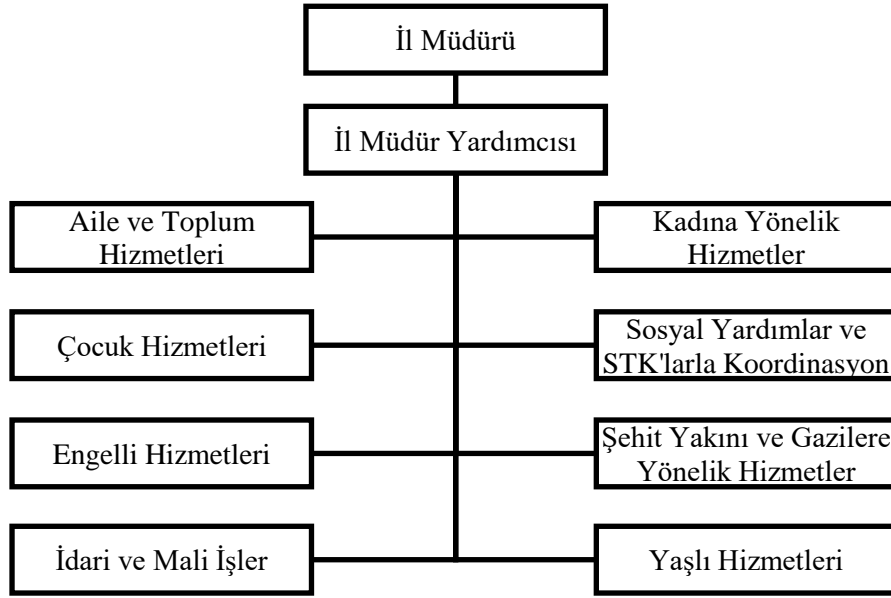 İl Müdürü
İl Müdür Yardımcısı
Aile ve Toplum
Hizmetleri
Kadına Yönelik
Hizmetler
Çocuk Hizmetleri
Sosyal Yardımlar ve
STK'larla Koordinasyon
Engelli Hizmetleri
Şehit Yakını ve Gazilere
Yönelik Hizmetler
İdari ve Mali İşler
Yaşlı Hizmetleri